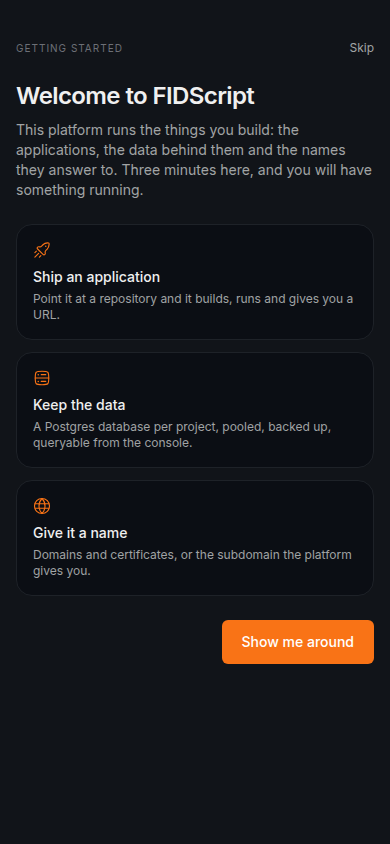 GETTING STARTED
Skip
Welcome to FIDScript
This platform runs the things you build: the
applications, the data behind them and the names
they answer to. Three minutes here, and you will have
something running.
Ship an application
Point it at a repository and it builds, runs and gives you a
URL.
Keep the data
A Postgres database per project, pooled, backed up,
queryable from the console.
Give it a name
Domains and certificates, or the subdomain the platform
gives you.
Show me around